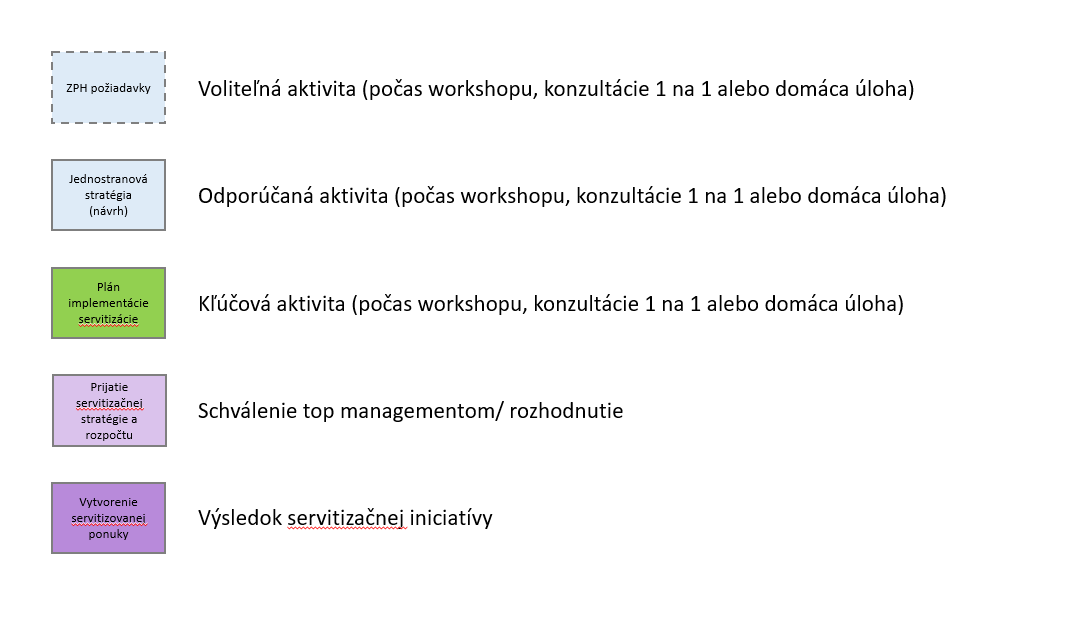 ZPH požiadavky
Voliteľná aktivita (počas workshopu, konzultácie 1 na 1 alebo domáca úloha)
Jednostranová
stratégia
(návrh)
Odporúčaná aktivita (počas workshopu, konzultácie 1 na 1 alebo domáca úloha)
Plán
implementácie
servitizácie
Kľúčová aktivita (počas workshopu, konzultácie 1 na 1 alebo domáca úloha)
Prijatie
servitizačnej
stratégie a
rozpočtu
Schválenie top managementom/ rozhodnutie
Vytvorenie
servitizovanej
ponuky
Výsledok servitizačnej iniciatívy